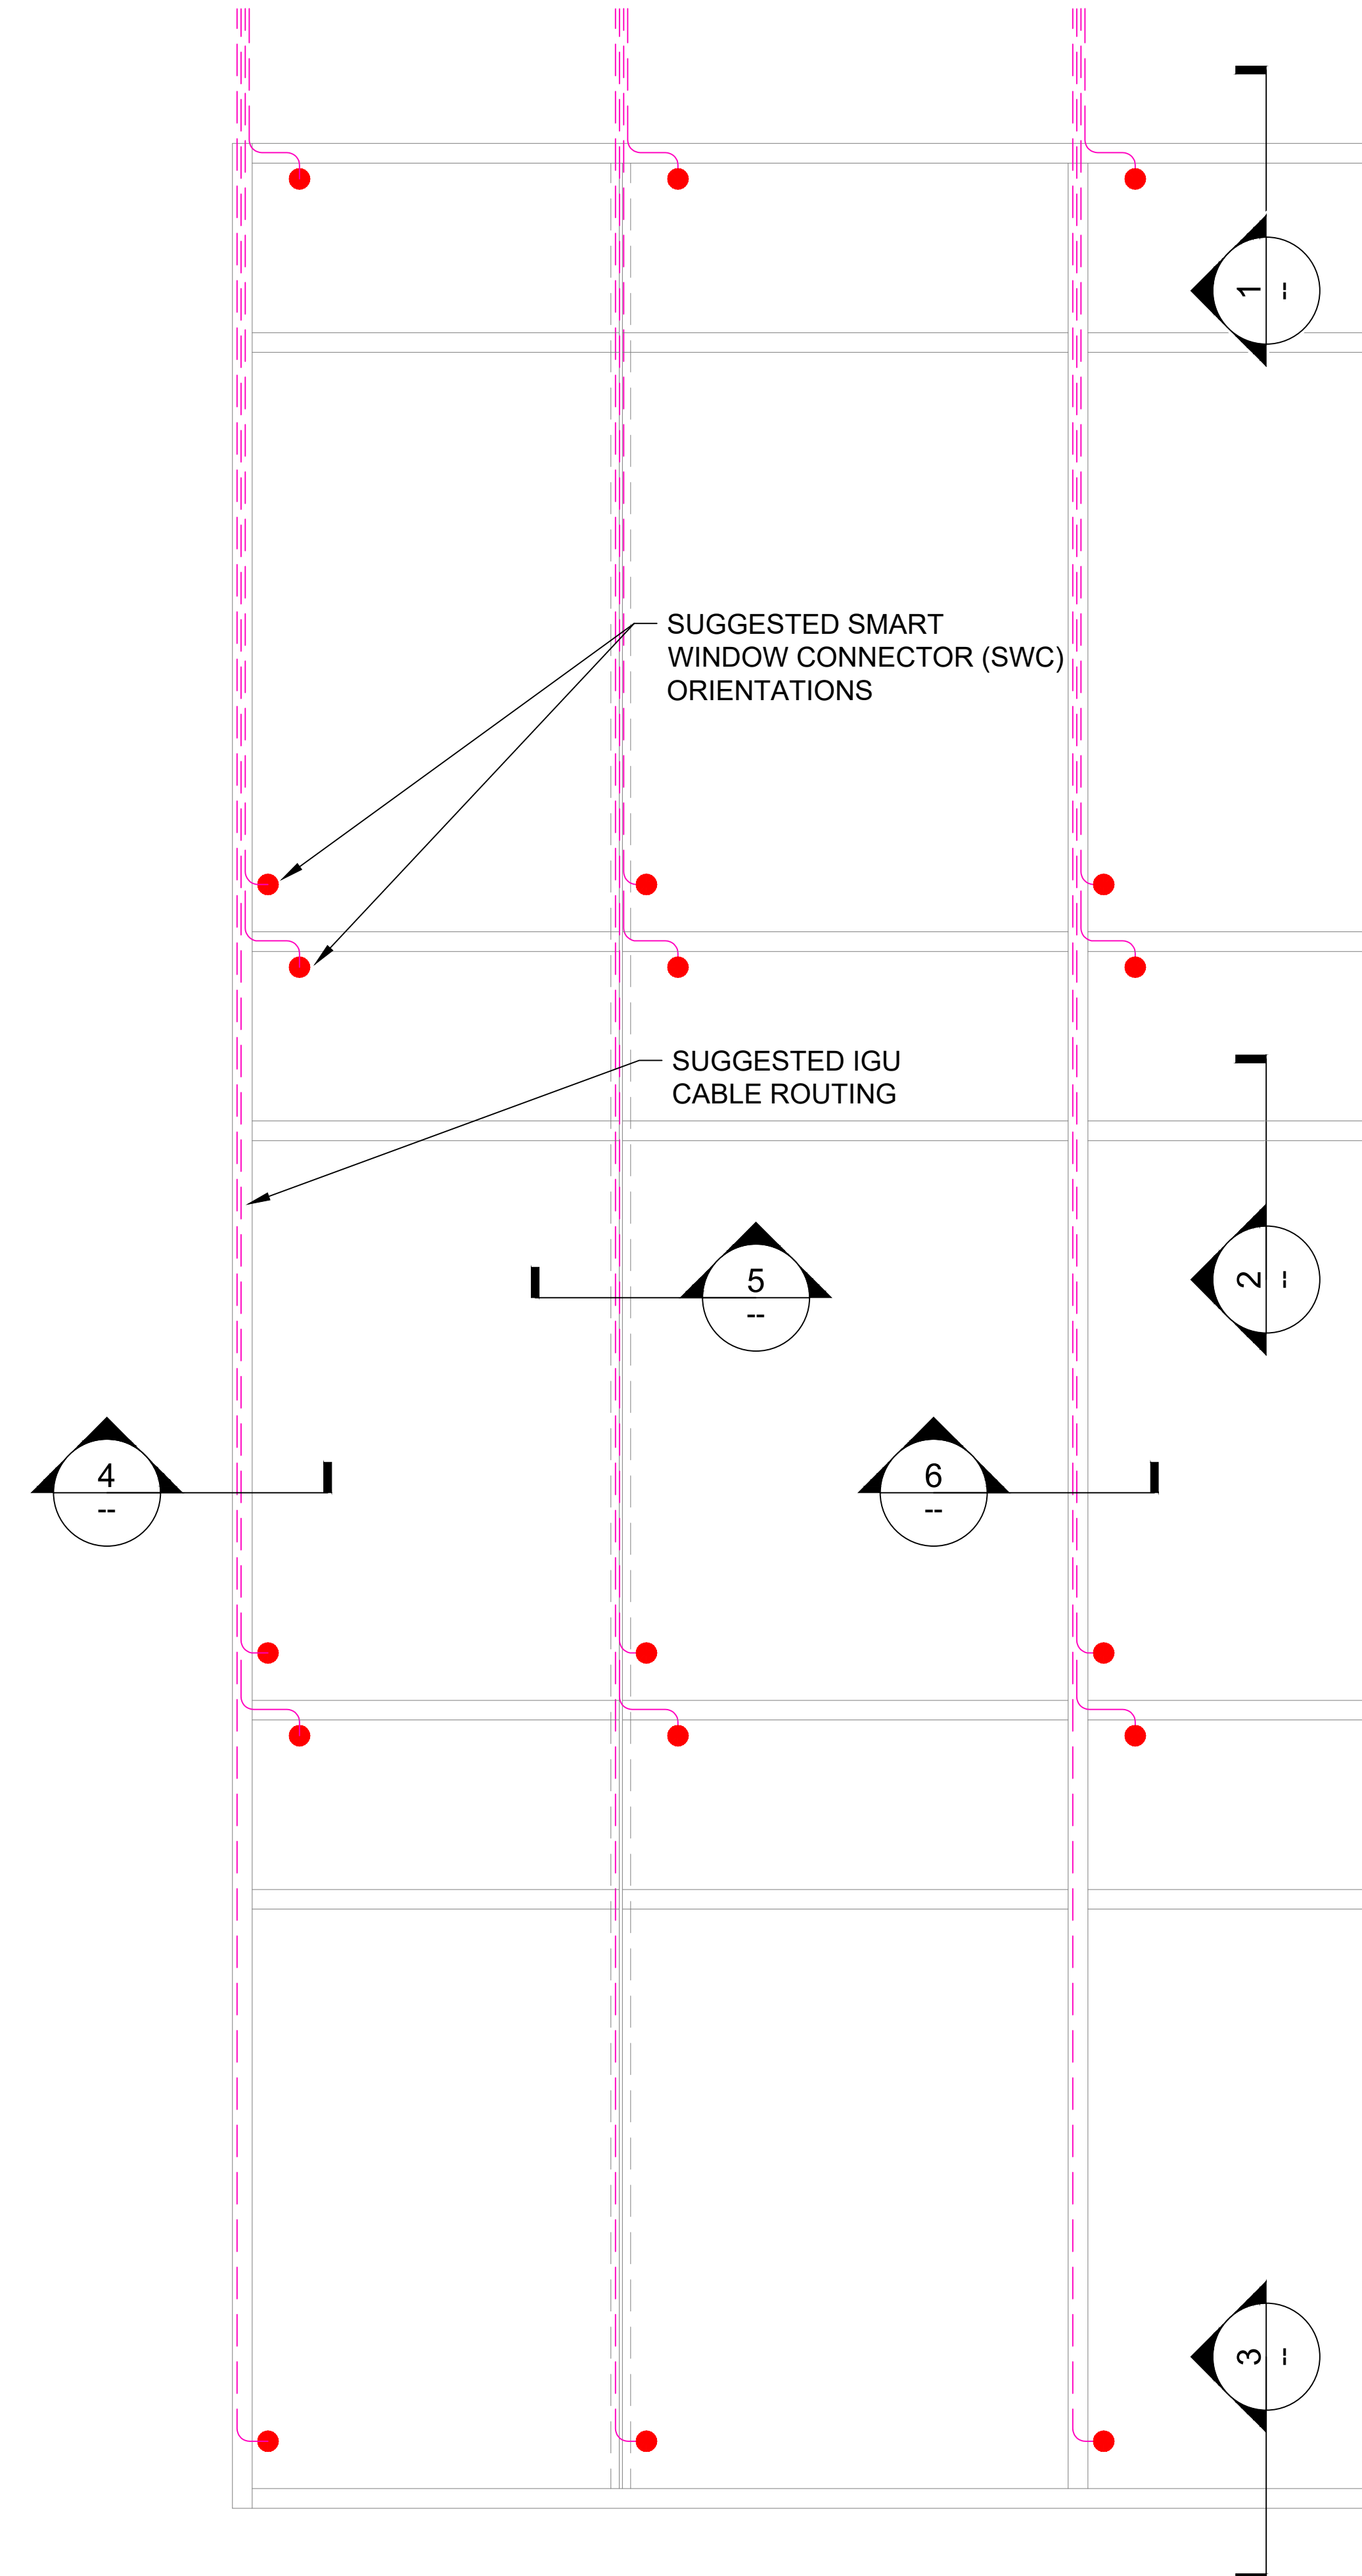 1
--
SUGGESTED SMART
WINDOW CONNECTOR (SWC)
ORIENTATIONS
SUGGESTED IGU
CABLE ROUTING
5
--
2
--
4
--
6
--
3
--